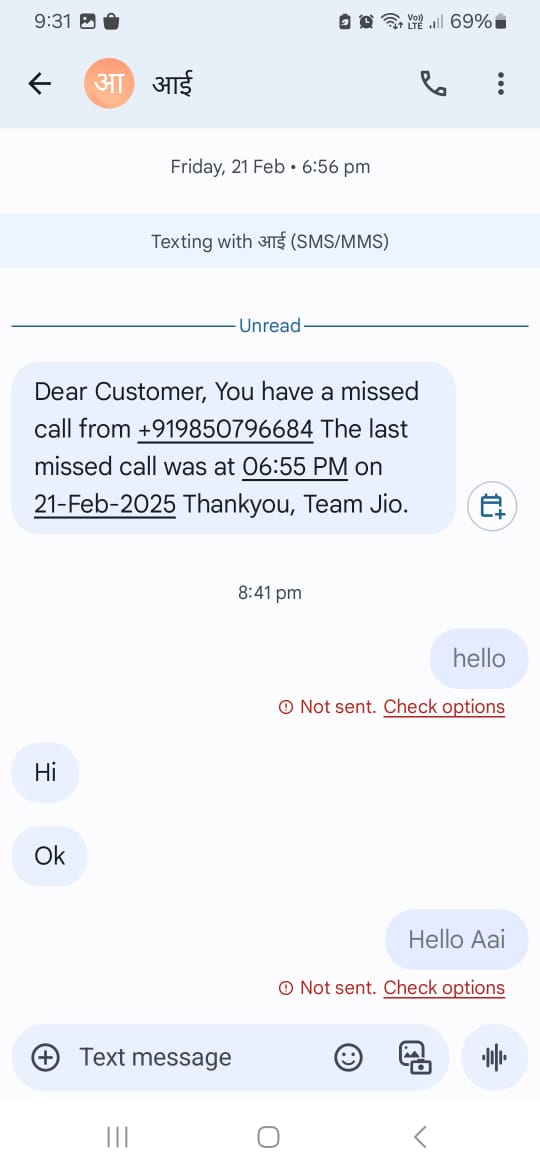 9:31 Vo)) LTE 69%
आ आई
Friday, 21 Feb • 6:56 pm
Texting with आई (SMS/MMS)
Unread
Dear Customer, You have a missed
call from +919850796684 The last
missed call was at 06:55 PM on
21-Feb-2025 Thankyou, Team Jio.
8:41 pm
hello
Not sent. Check options
Hi
Ok
Hello Aai
Not sent. Check options
Text message